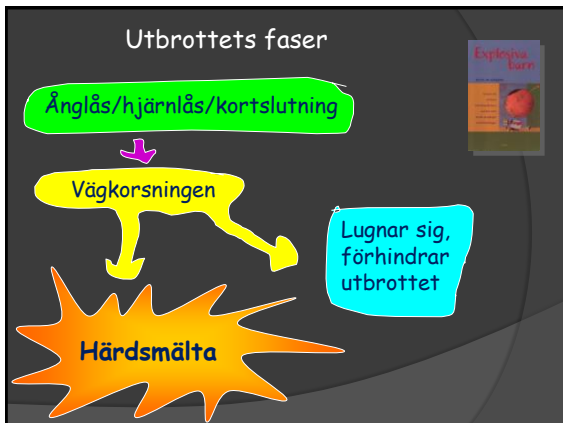 Utbrottets faser
Explosiva
barn
Ånglås/hjärnlås/kortslutning
Vägkorsningen
Lugnar sig,
förhindrar
utbrottet
Härdsmälta